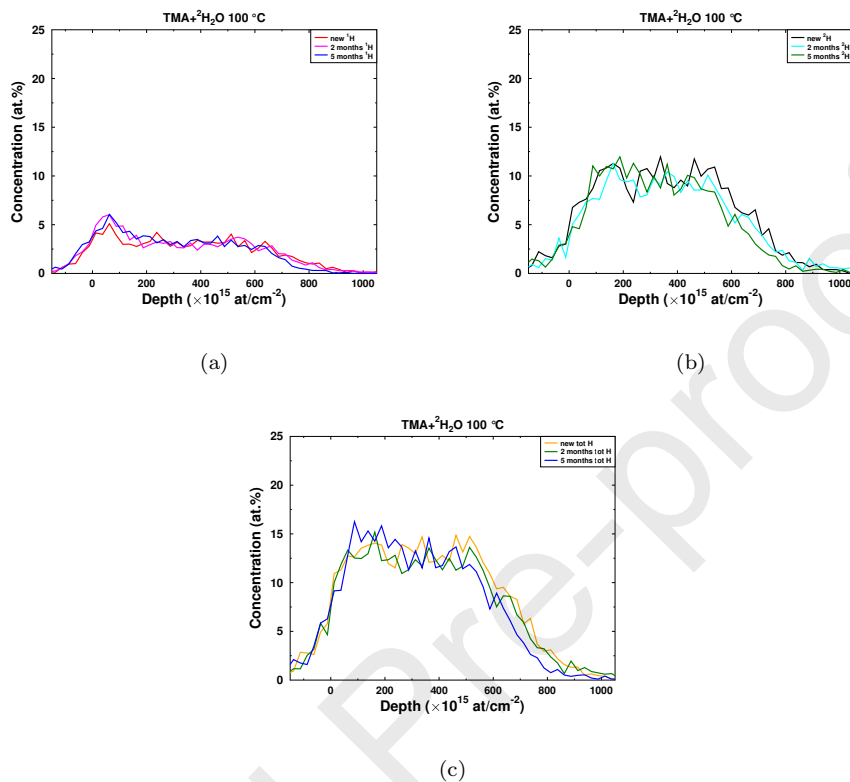 TMA+²H₂O 100 °C
new ¹H
2 months ¹H
5 months ¹H
Concentration (at.%)
25
20
15
10
5
0
0 200 400 600 800 1000
Depth (×10¹⁵ at/cm⁻²)
(a)
TMA+²H₂O 100 °C
new ²H
2 months ²H
5 months ²H
Concentration (at.%)
25
20
15
10
5
0
0 200 400 600 800 1000
Depth (×10¹⁵ at/cm⁻²)
(b)
TMA+²H₂O 100 °C
new tot H
2 months tot H
5 months tot H
Concentration (at.%)
25
20
15
10
5
0
0 200 400 600 800 1000
Depth (×10¹⁵ at/cm⁻²)
(c)
Pre-proo